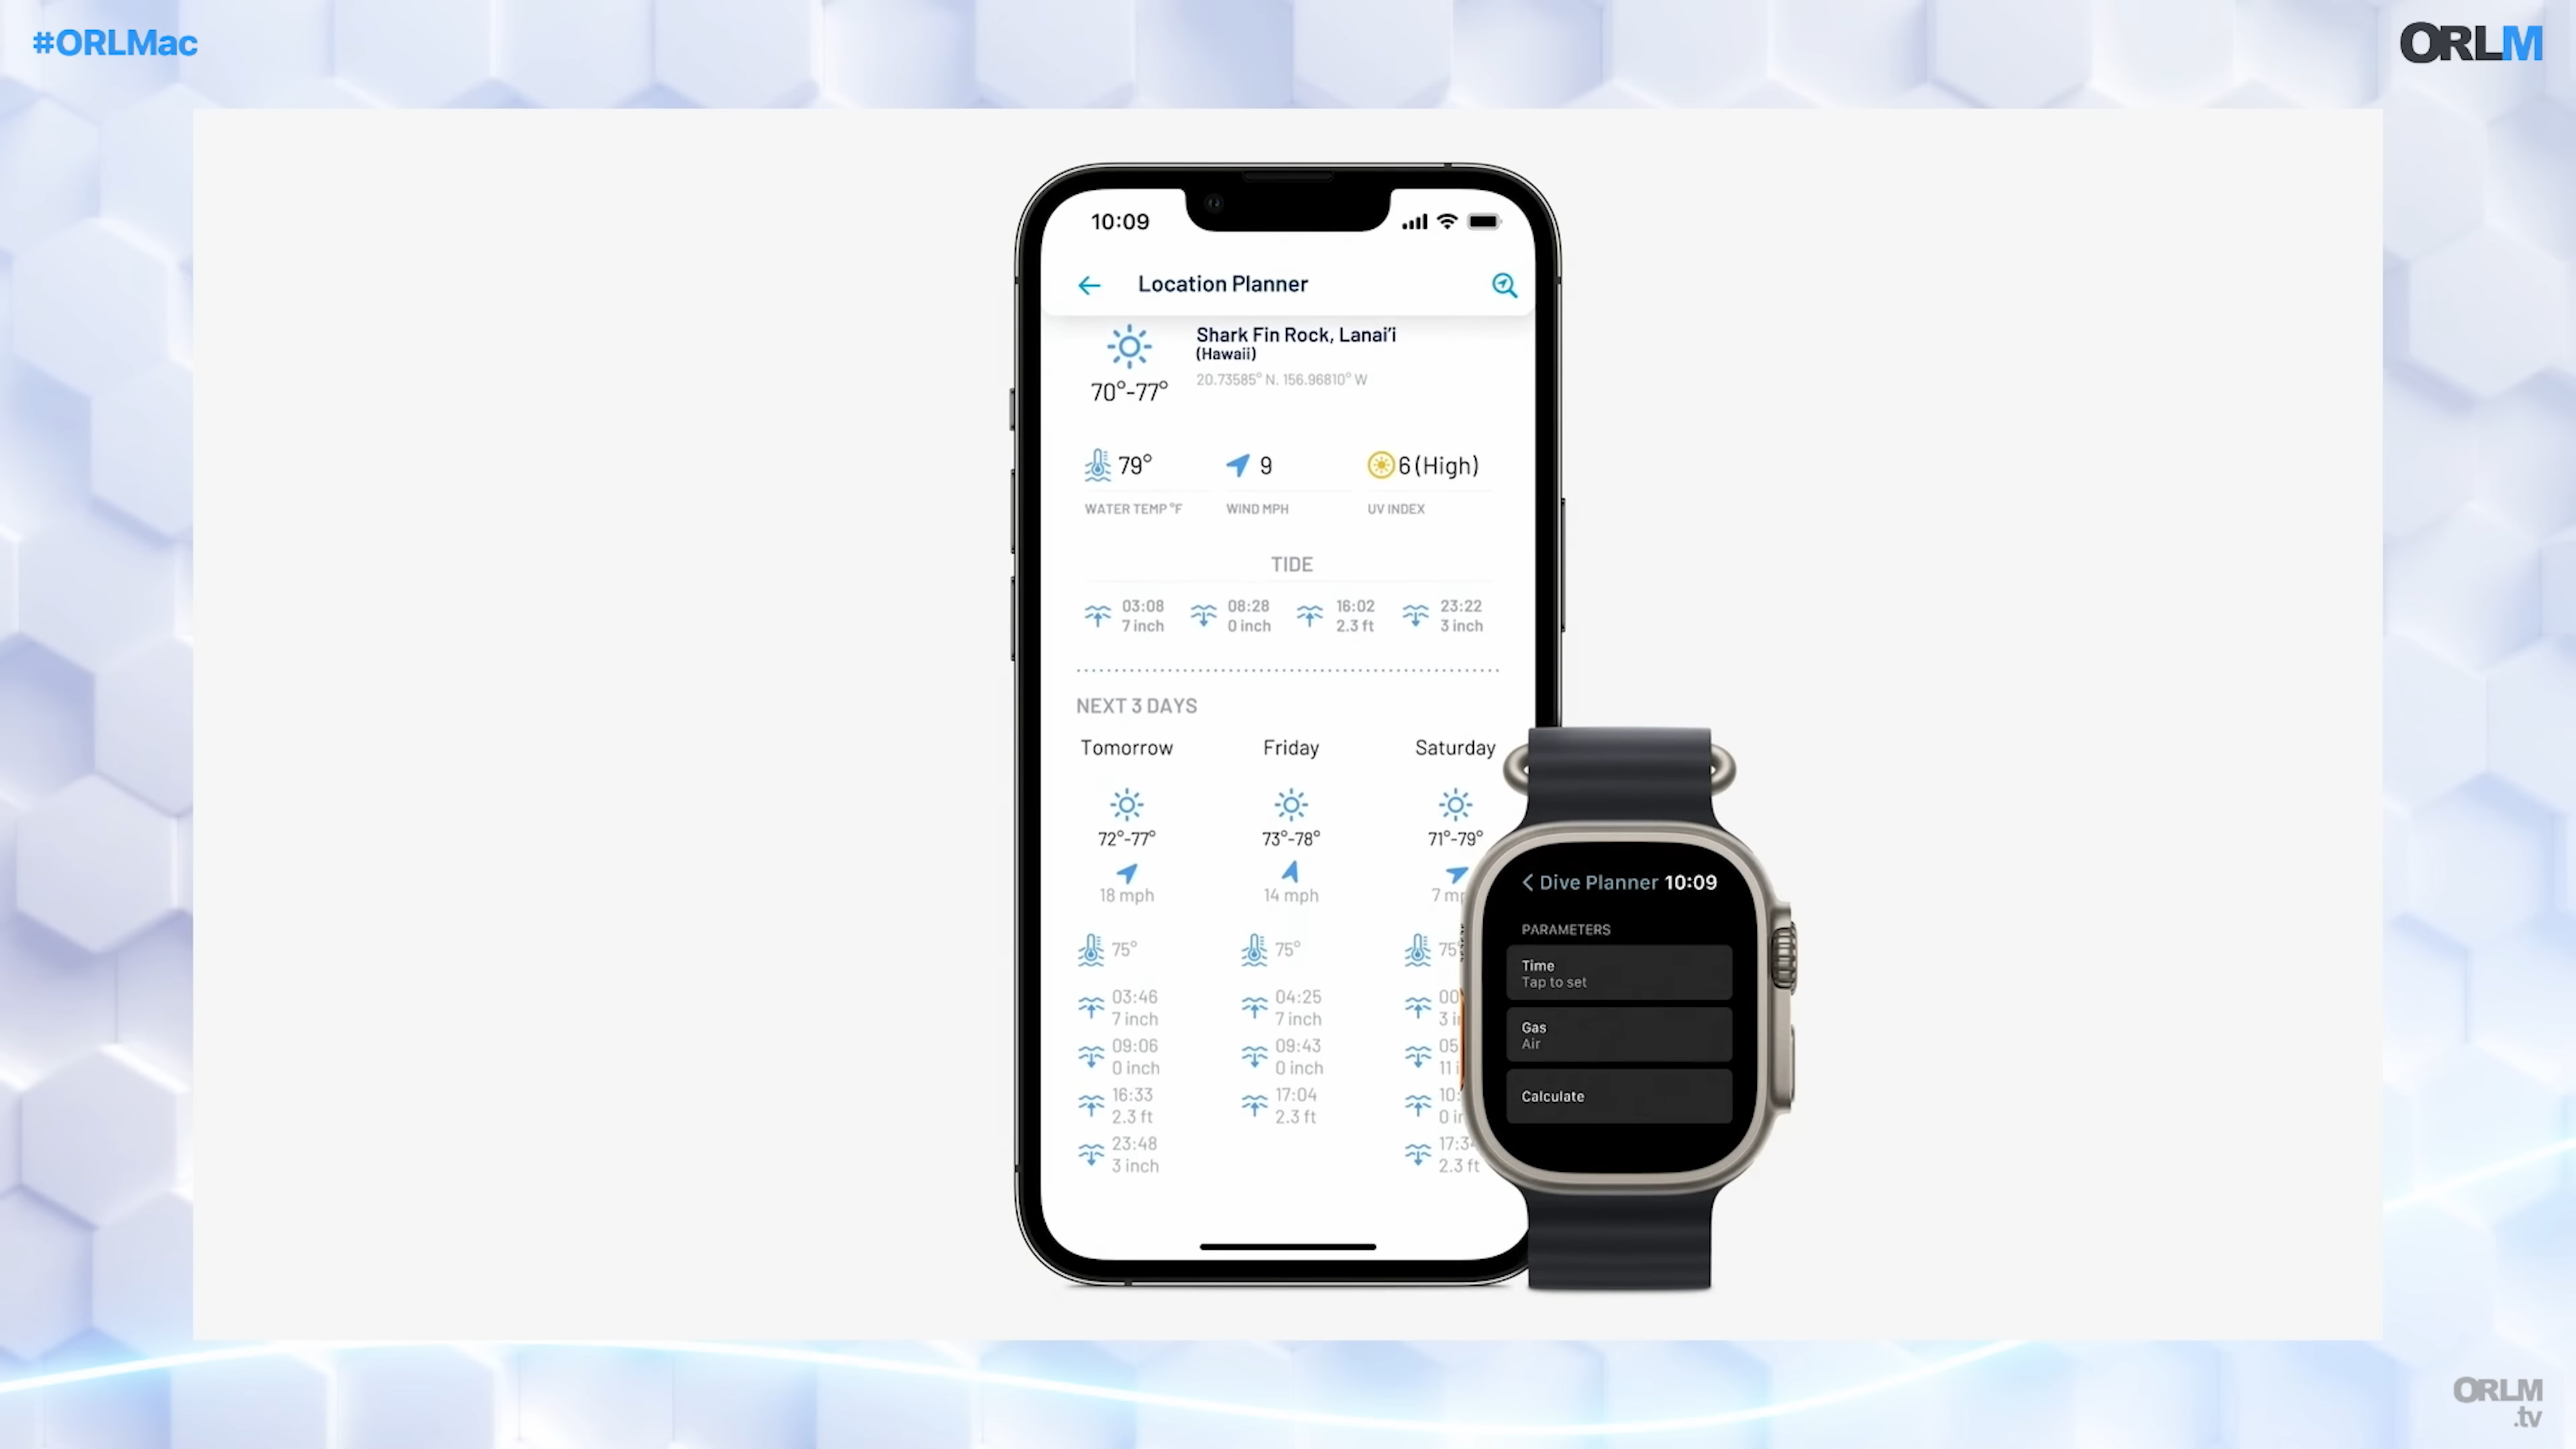 #ORLMac
ORLM
10:09
Location Planner
Shark Fin Rock, Lanai'i
(Hawaii)
20.73585° N. 156.96810° W
70°-77°
79°
9
6 (High)
WATER TEMP °F
WIND MPH
UV INDEX
TIDE
03:08
7 inch
08:28
0 inch
16:02
2.3 ft
23:22
3 inch
NEXT 3 DAYS
Tomorrow
72°-77°
18 mph
75°
03:46
7 inch
09:06
0 inch
16:33
2.3 ft
23:48
3 inch
Friday
73°-78°
14 mph
75°
04:25
7 inch
09:43
0 inch
17:04
2.3 ft
Saturday
71°-79°
7
75
2.3 ft
< Dive Planner 10:09
PARAMETERS
Time
Tap to set
Gas
Air
Calculate
ORLM
.tv